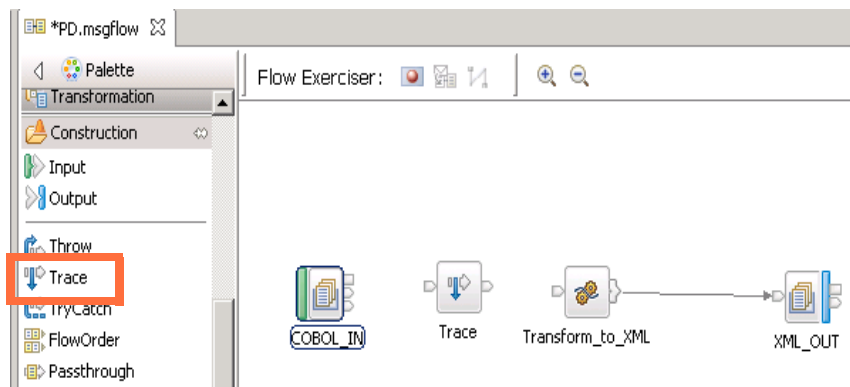 *PD.msgflow
Palette
Transformation
Construction
Input
Output
Throw
Trace
TryCatch
FlowOrder
Passthrough
Flow Exerciser:
COBOL_IN
Trace
Transform_to_XML
XML_OUT